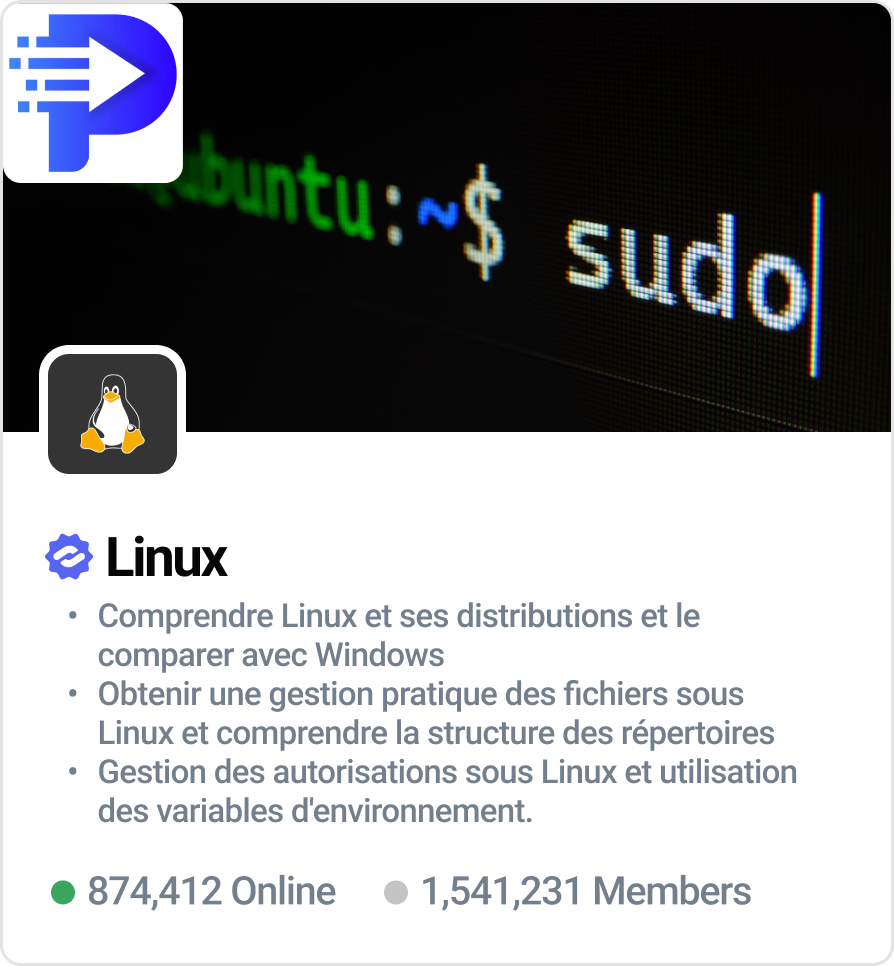 ubuntu:~$ sudo
Linux
• Comprendre Linux et ses distributions et le
comparer avec Windows
• Obtenir une gestion pratique des fichiers sous
Linux et comprendre la structure des répertoires
• Gestion des autorisations sous Linux et utilisation
des variables d'environnement.
874,412 Online 1,541,231 Members